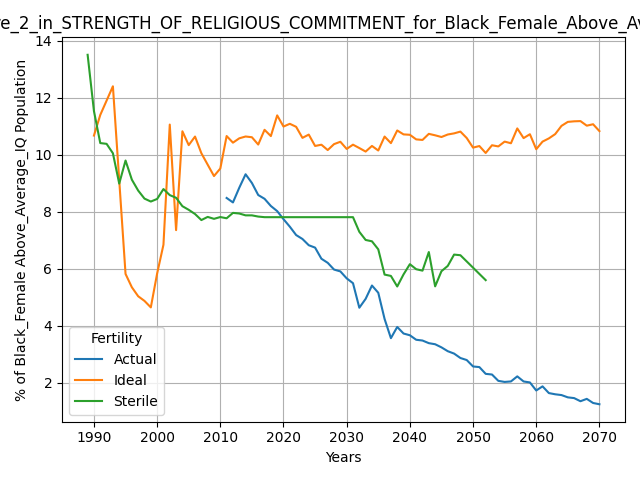 e_2_in_STRENGTH_OF_RELIGIOUS_COMMITMENT_for_Black_Female_Above_Av
% of Black_Female Above_Average_IQ Population
14
12
10
8
6
4
2
Fertility
Actual
Ideal
Sterile
1990 2000 2010 2020 2030 2040 2050 2060 2070
Years